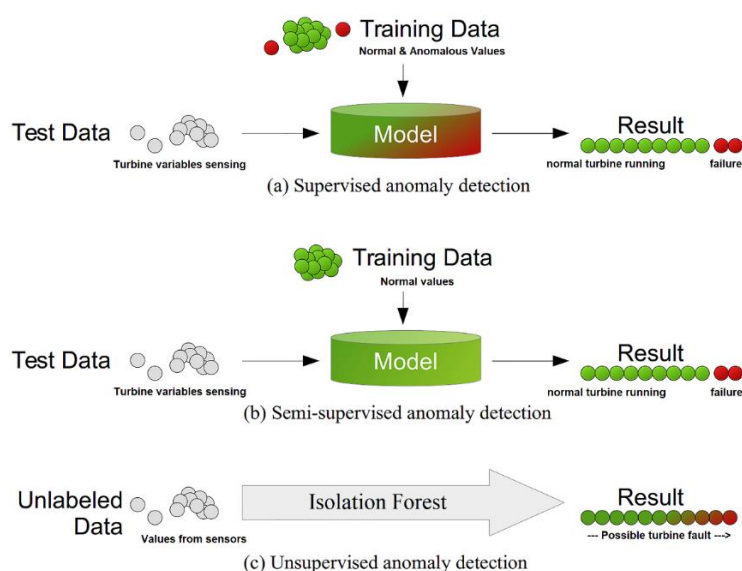 Training Data
Normal & Anomalous Values
Test Data
Model
Result
Turbine variables sensing
normal turbine running
failure
(a) Supervised anomaly detection
Training Data
Normal values
Test Data
Model
Result
Turbine variables sensing
normal turbine running
failure
(b) Semi-supervised anomaly detection
Unlabeled
Data
Isolation Forest
Result
Values from sensors
--- Possible turbine fault --->
(c) Unsupervised anomaly detection